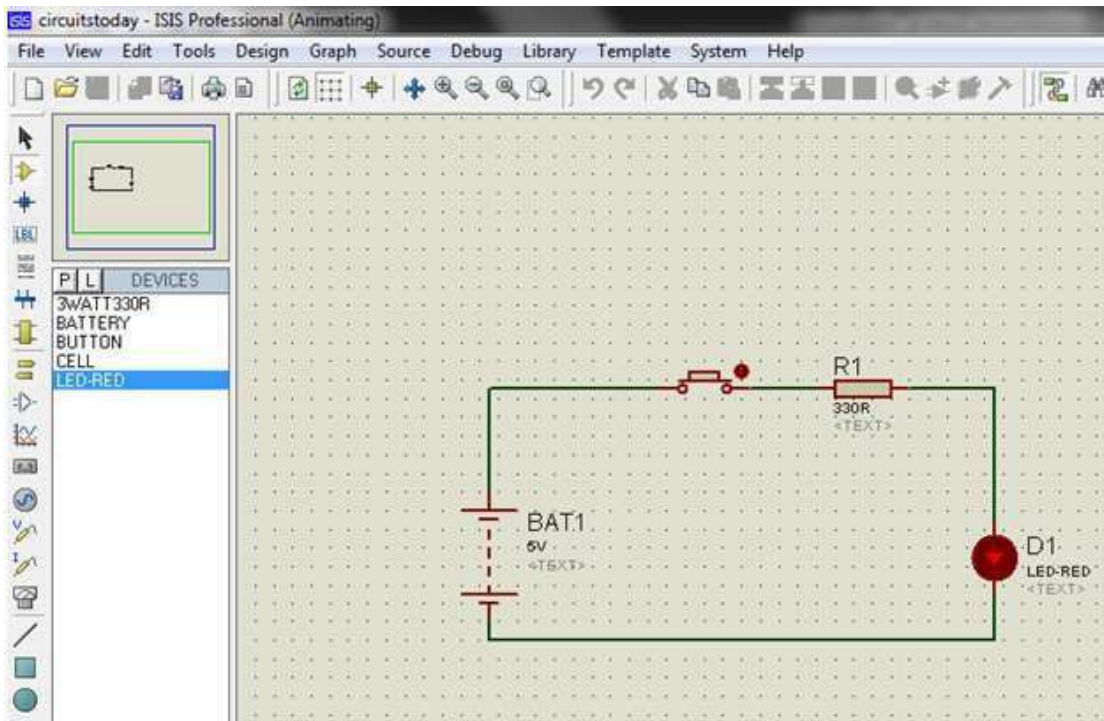 ISIS circuitstoday - ISIS Professional (Animating)
File View Edit Tools Design Graph Source Debug Library Template System Help
LBL
P L DEVICES
3WATT330R
BATTERY
BUTTON
CELL
LED-RED
R1
330R
<TEXT>
BAT1
5V
<TEXT>
D1
LED-RED
<TEXT>
V
I